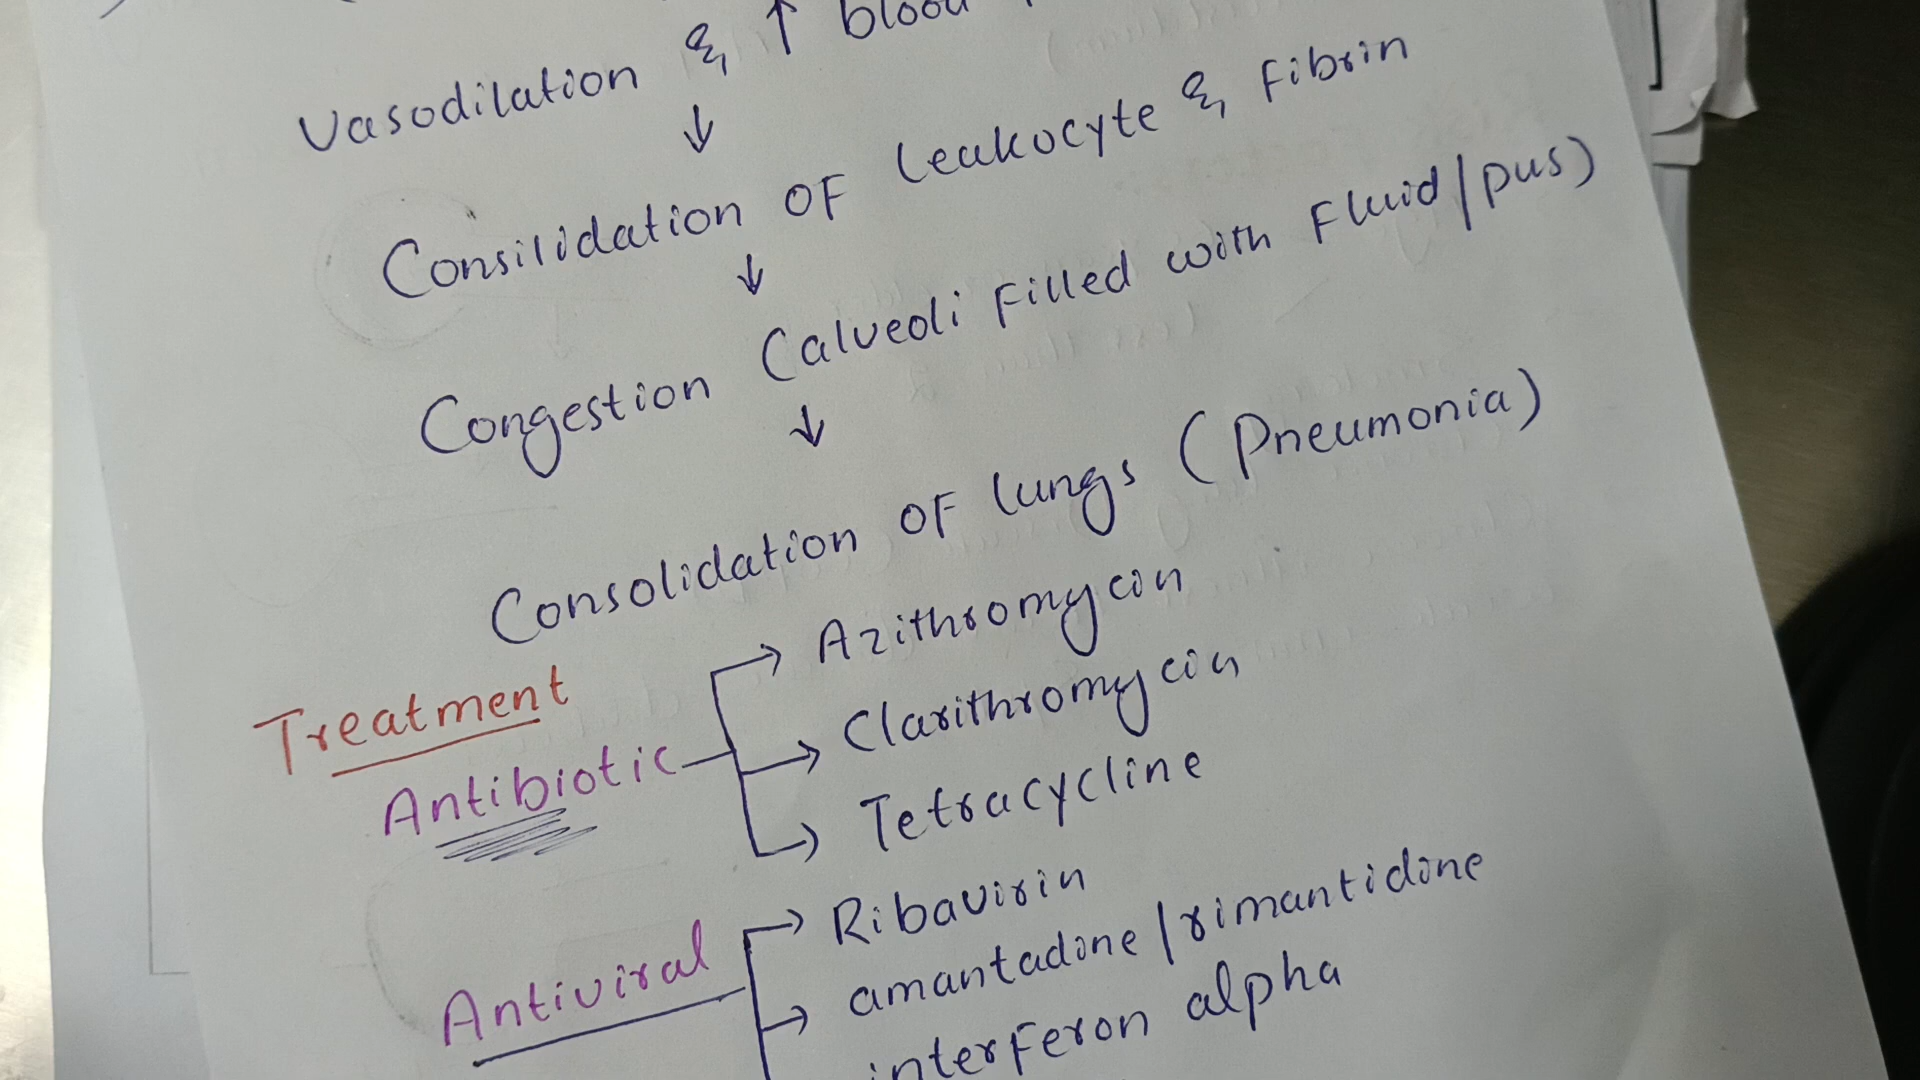 Vasodilation & ↑ blood
↓
Consilidation OF Leukocyte & Fibrin
↓
Congestion (alveoli Filled with Fluid/pus)
↓
Consolidation OF Lungs (Pneumonia)
Treatment
Antibiotic → Azithromycin
→ Clarithromycin
→ Tetracycline
Antiviral → Ribavirin
→ amantadine/rimantidine
interferon alpha